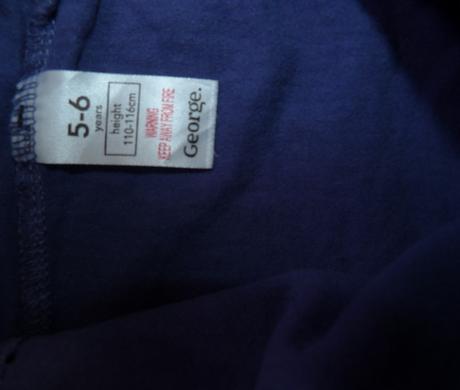 5-6
years
height
110-116cm
WARNING
KEEP AWAY FROM FIRE
George.